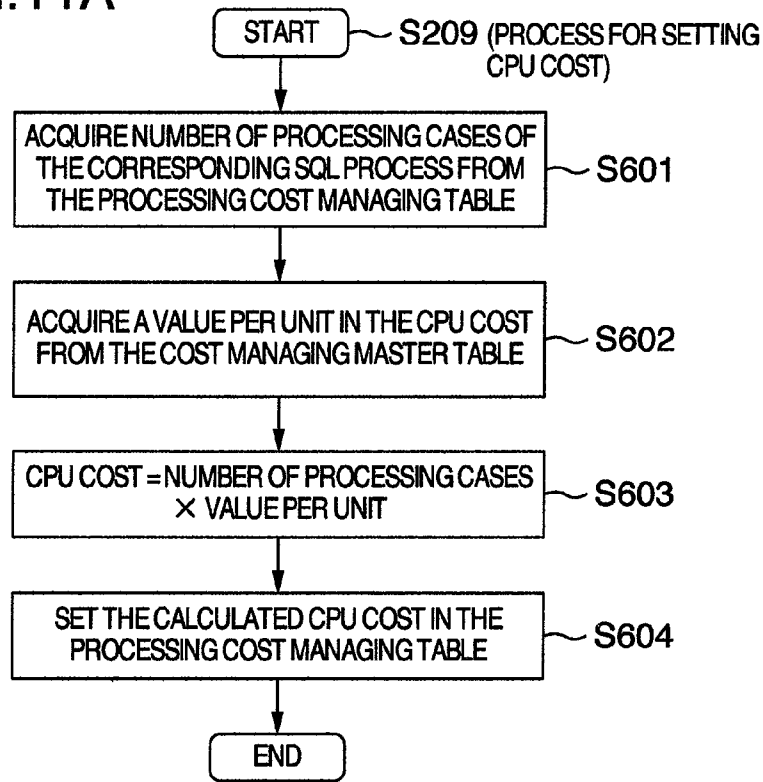 START
S209 (PROCESS FOR SETTING
CPU COST)
ACQUIRE NUMBER OF PROCESSING CASES OF
THE CORRESPONDING SQL PROCESS FROM
THE PROCESSING COST MANAGING TABLE
S601
ACQUIRE A VALUE PER UNIT IN THE CPU COST
FROM THE COST MANAGING MASTER TABLE
S602
CPU COST = NUMBER OF PROCESSING CASES
× VALUE PER UNIT
S603
SET THE CALCULATED CPU COST IN THE
PROCESSING COST MANAGING TABLE
S604
END